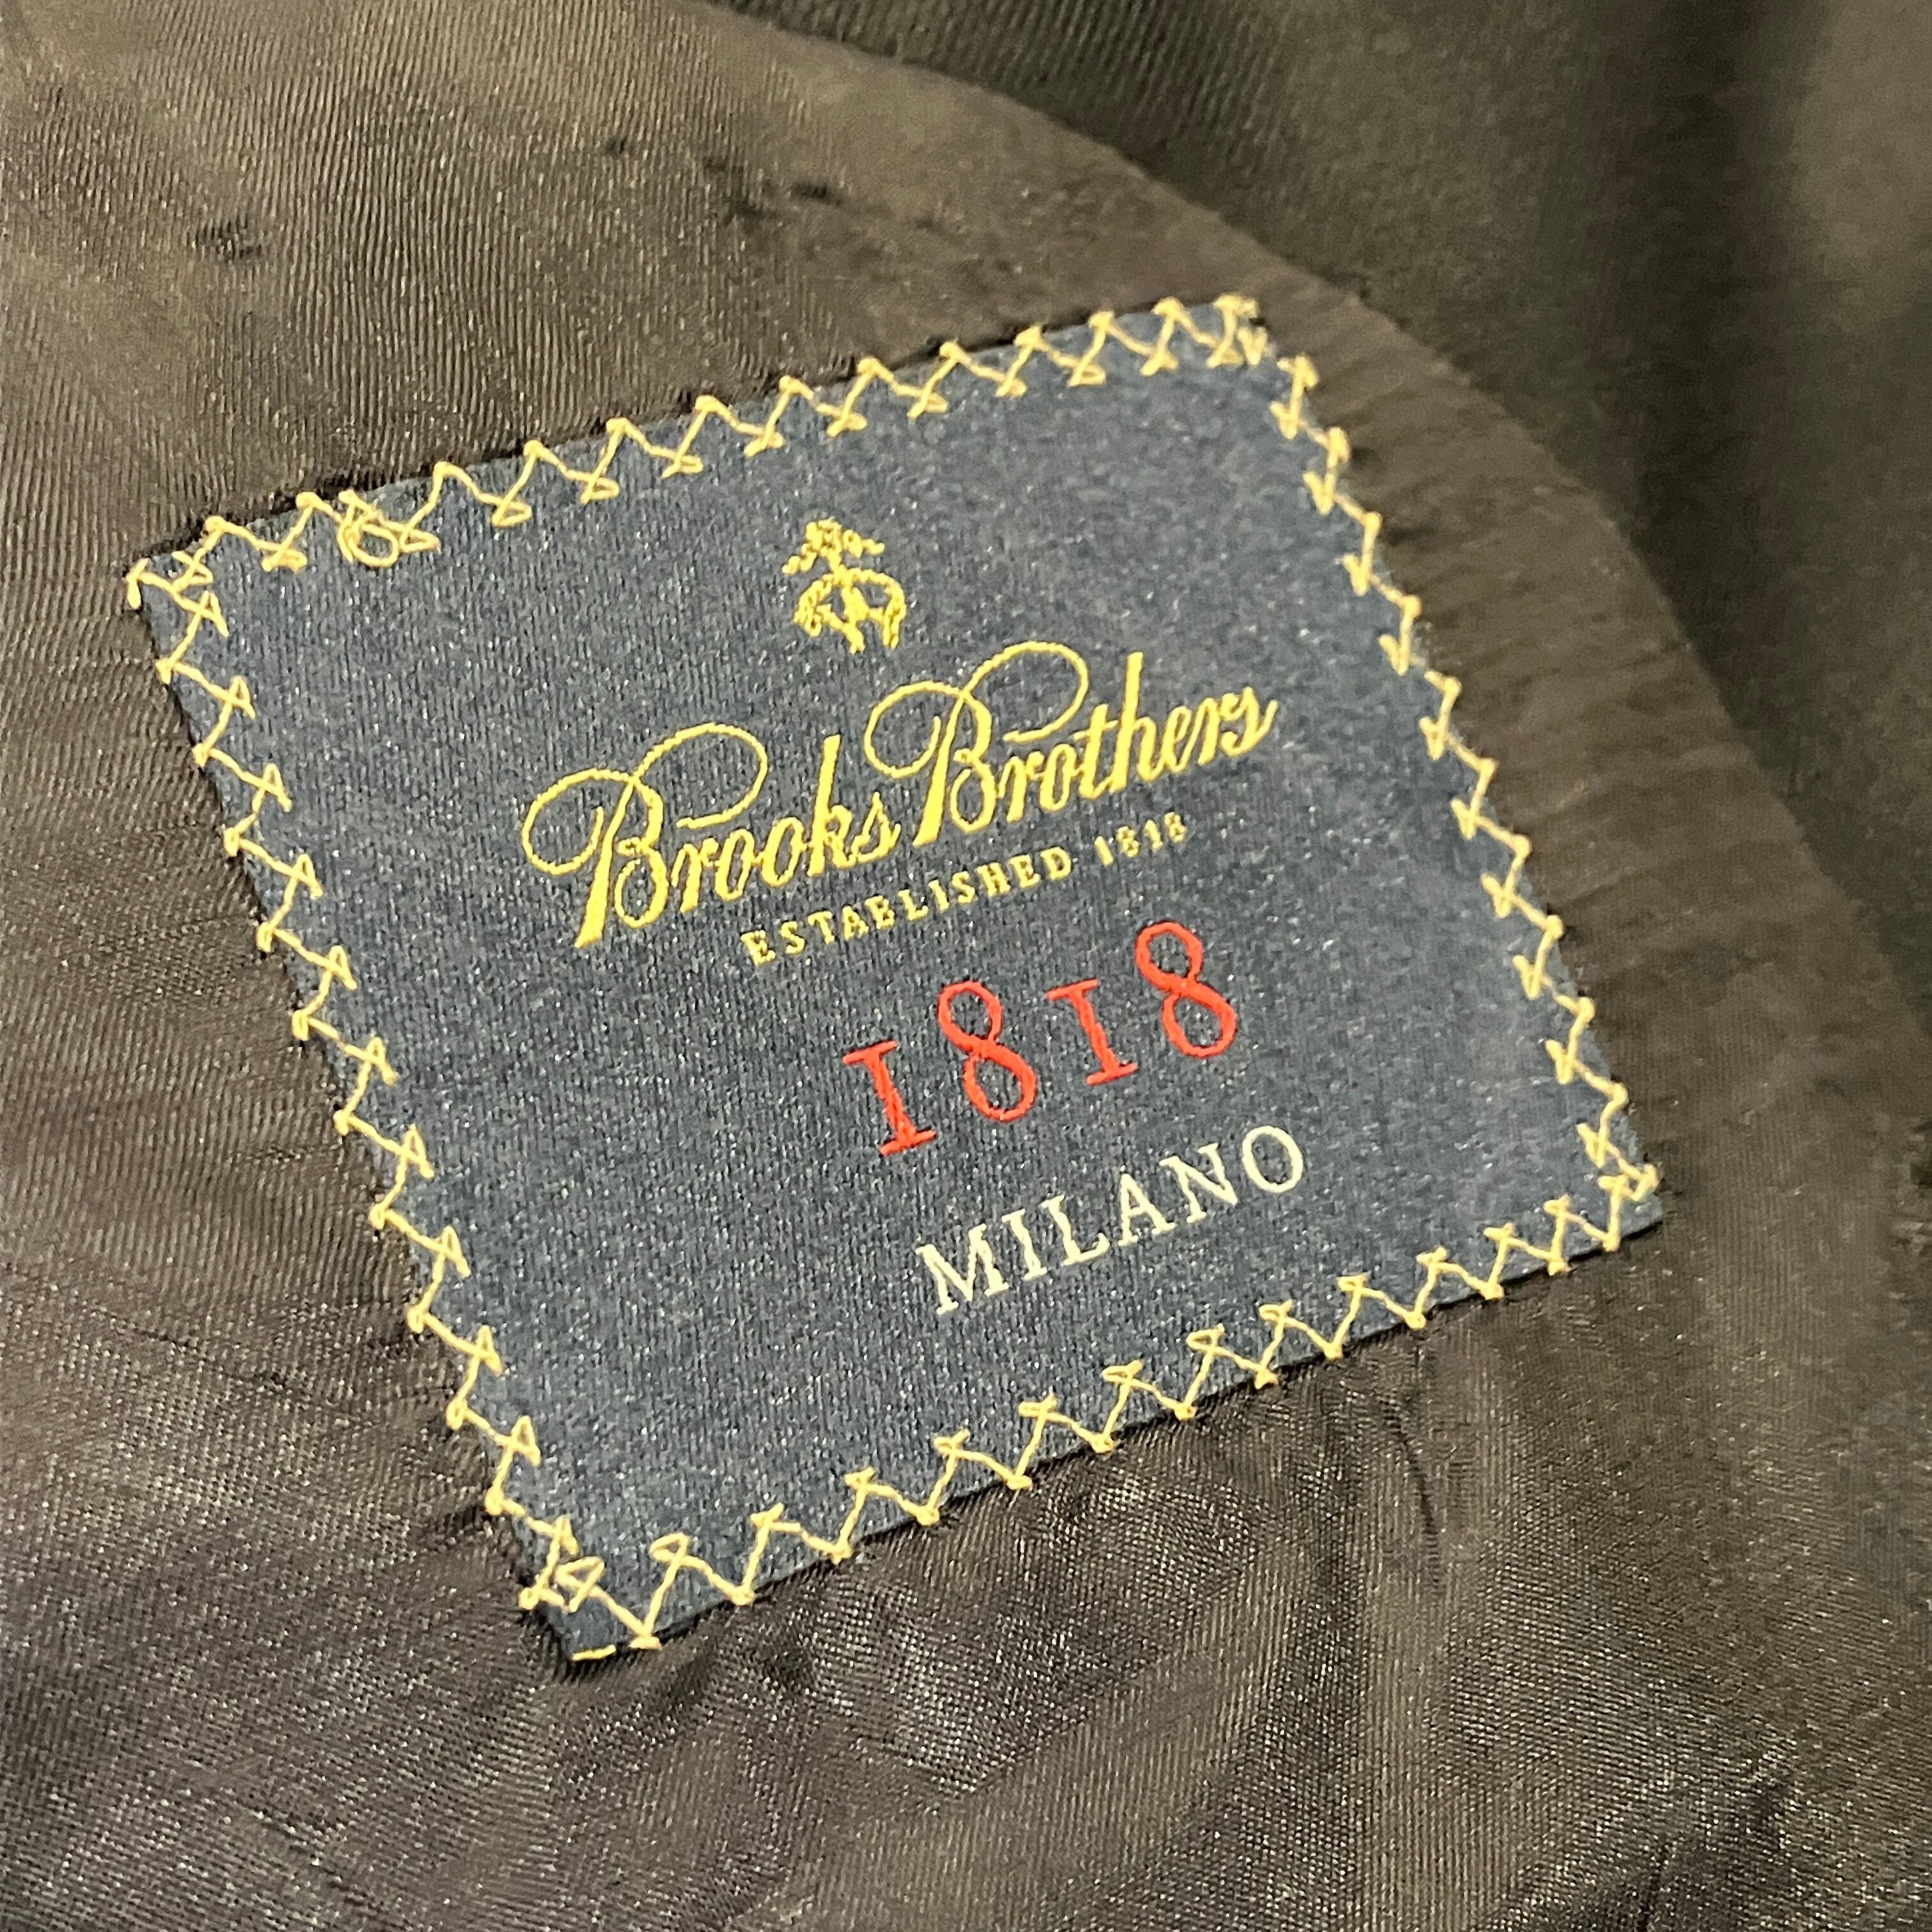 Brooks Brothers
ESTABLISHED 1818
1818
MILANO